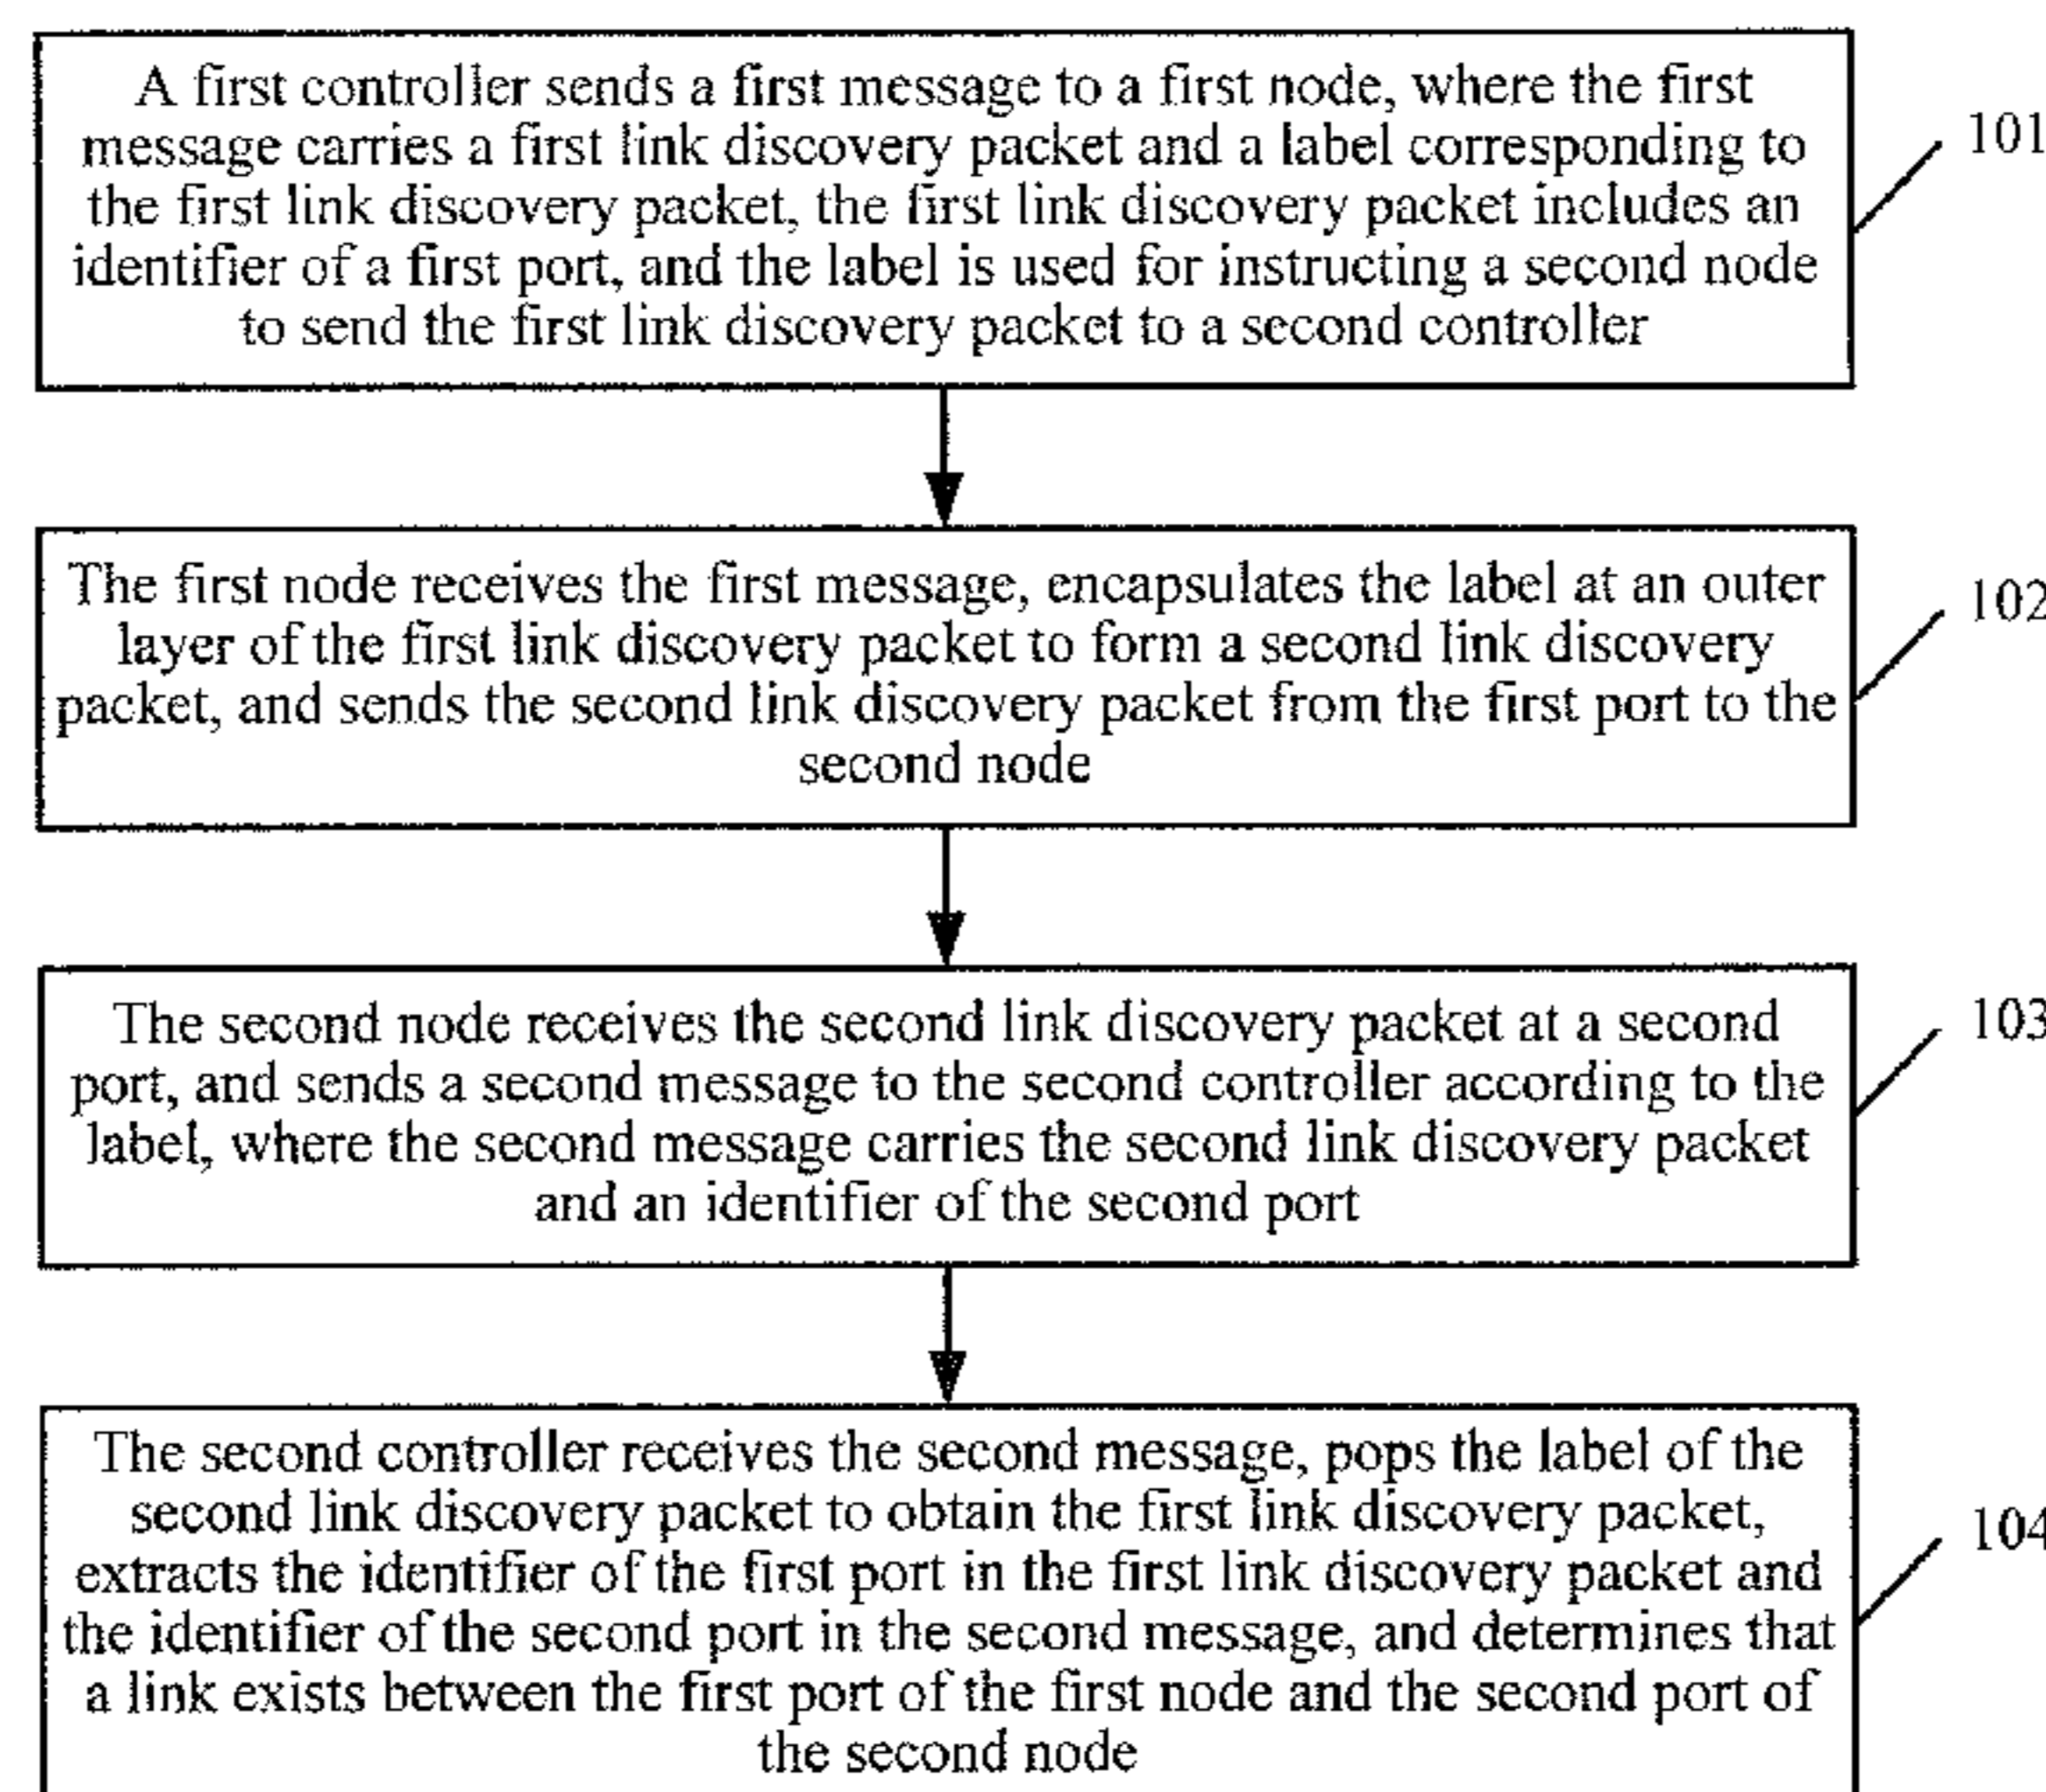 A first controller sends a first message to a first node, where the first
message carries a first link discovery packet and a label corresponding to
the first link discovery packet, the first link discovery packet includes an
identifier of a first port, and the label is used for instructing a second node
to send the first link discovery packet to a second controller
101
The first node receives the first message, encapsulates the label at an outer
layer of the first link discovery packet to form a second link discovery
packet, and sends the second link discovery packet from the first port to the
second node
102
The second node receives the second link discovery packet at a second
port, and sends a second message to the second controller according to the
label, where the second message carries the second link discovery packet
and an identifier of the second port
103
The second controller receives the second message, pops the label of the
second link discovery packet to obtain the first link discovery packet,
extracts the identifier of the first port in the first link discovery packet and
the identifier of the second port in the second message, and determines that
a link exists between the first port of the first node and the second port of
the second node
104